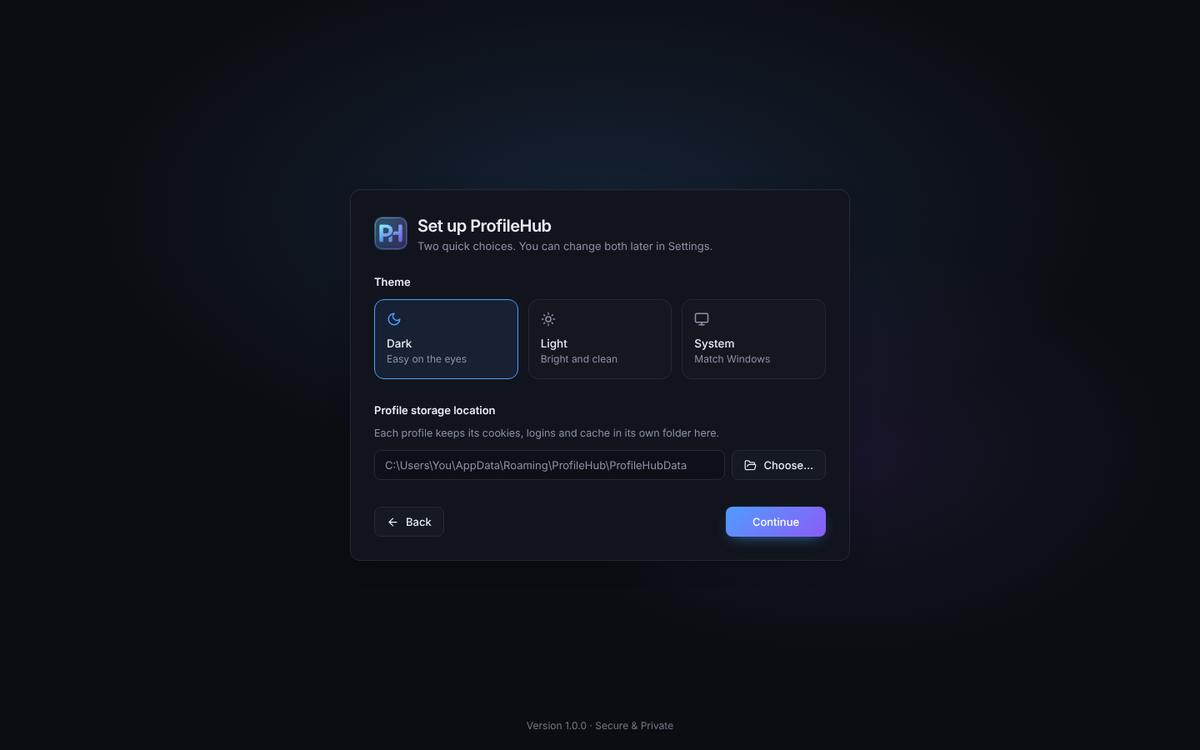 PH
Set up ProfileHub
Two quick choices. You can change both later in Settings.
Theme
Dark
Easy on the eyes
Light
Bright and clean
System
Match Windows
Profile storage location
Each profile keeps its cookies, logins and cache in its own folder here.
C:\Users\You\AppData\Roaming\ProfileHub\ProfileHubData
Choose...
Back
Continue
Version 1.0.0 · Secure & Private